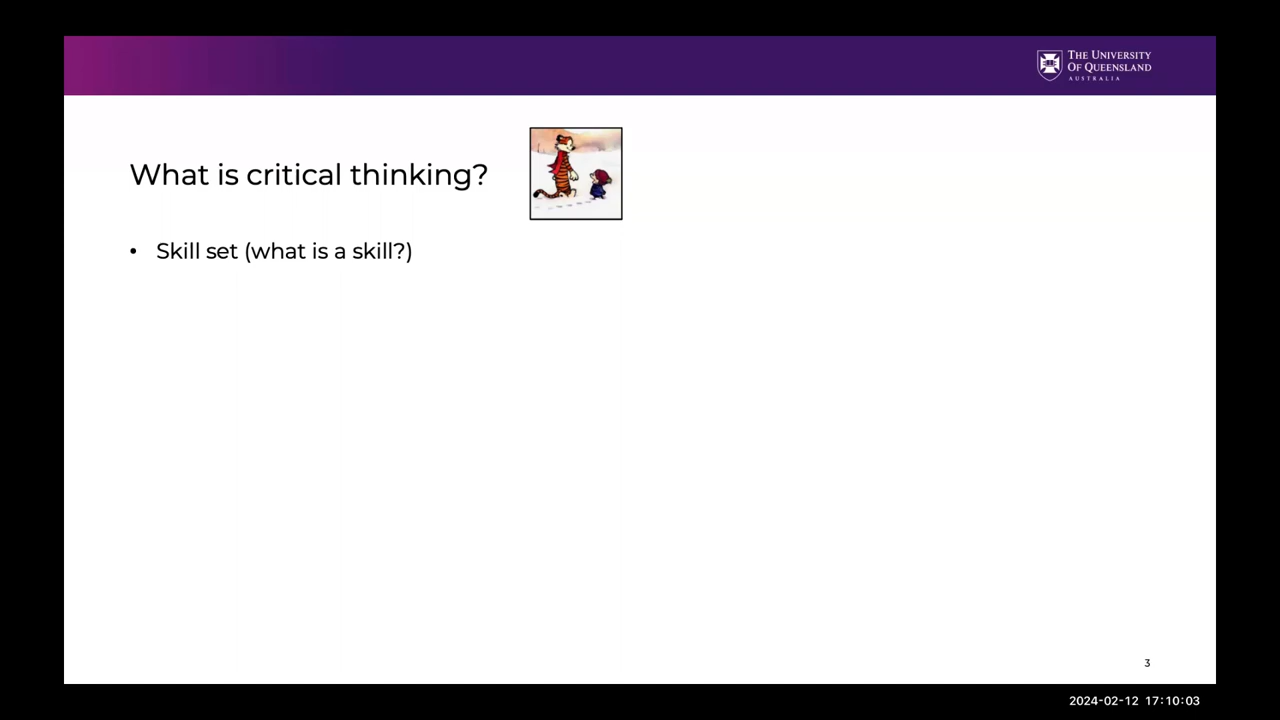 THE UNIVERSITY
OF QUEENSLAND
AUSTRALIA
What is critical thinking?
• Skill set (what is a skill?)
3
2024-02-12 17:10:03